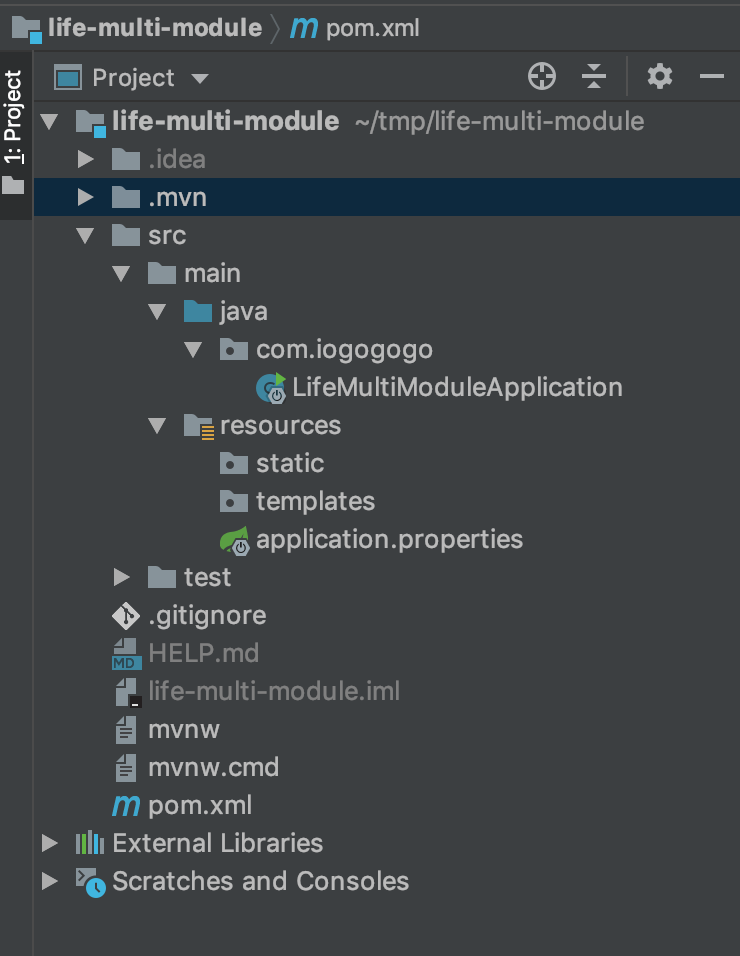 life-multi-module pom.xml
1: Project
Project
life-multi-module ~/tmp/life-multi-module
.idea
.mvn
src
main
java
com.iogogogo
LifeMultiModuleApplication
resources
static
templates
application.properties
test
.gitignore
MD HELP.md
life-multi-module.iml
mvnw
mvnw.cmd
m pom.xml
External Libraries
Scratches and Consoles